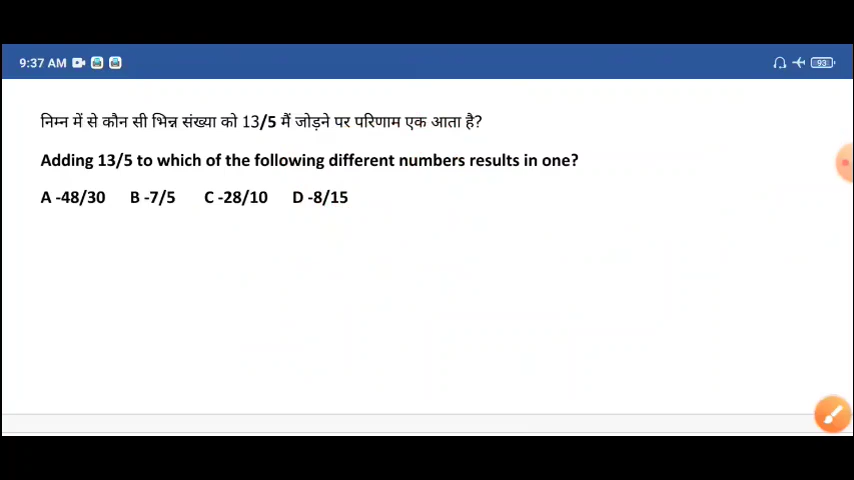 9:37 AM 93
निम्न में से कौन सी भिन्न संख्या को 13/5 मैं जोड़ने पर परिणाम एक आता है?
Adding 13/5 to which of the following different numbers results in one?
A -48/30 B -7/5 C -28/10 D -8/15